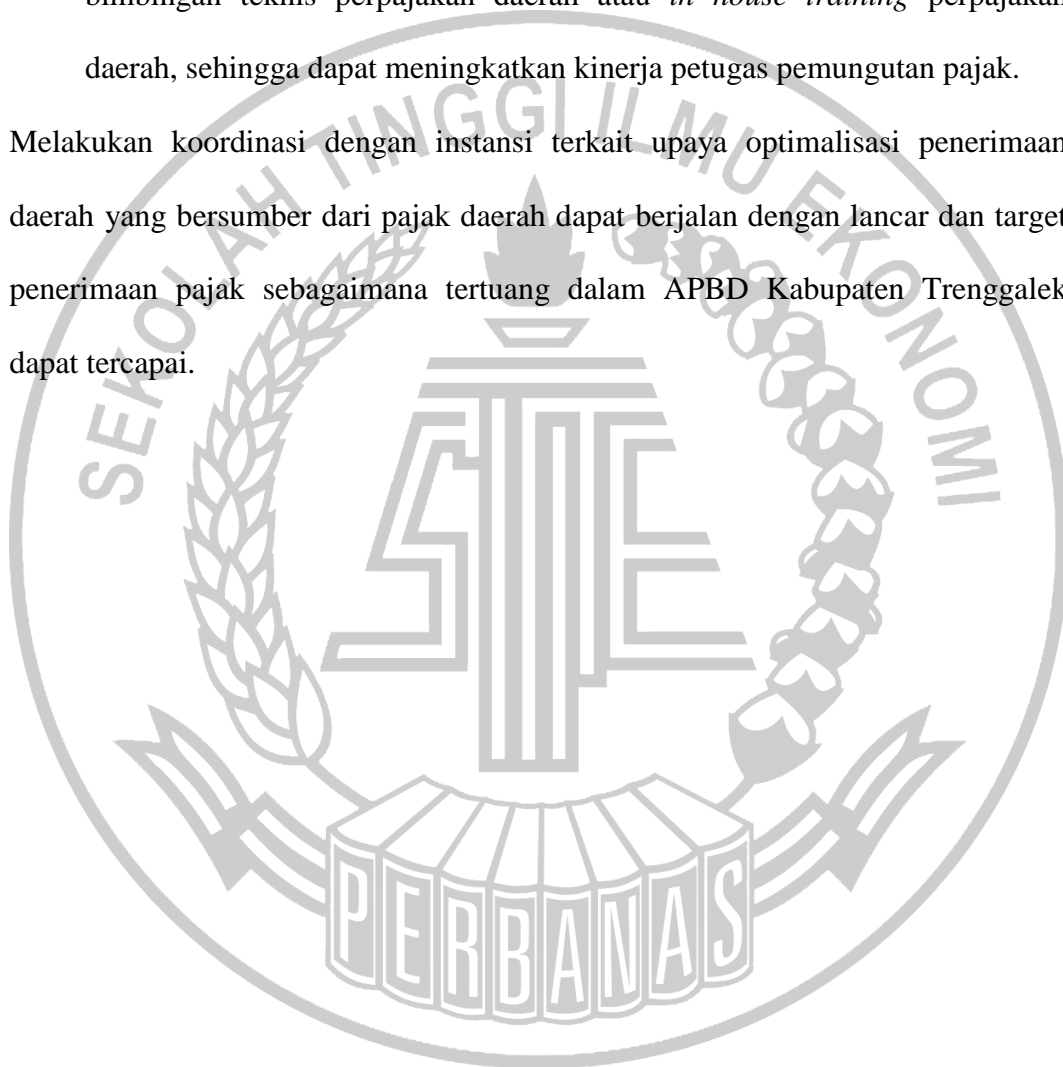 bimbingan teknis perpajakan daerah atau in house training perpajakan
daerah, sehingga dapat meningkatkan kinerja petugas pemungutan pajak.
Melakukan koordinasi dengan instansi terkait upaya optimalisasi penerimaan
daerah yang bersumber dari pajak daerah dapat berjalan dengan lancar dan target
penerimaan pajak sebagaimana tertuang dalam APBD Kabupaten Trenggalek
dapat tercapai.
SEKOLAH TINGGI ILMU EKONOMI
STIE
PERBANAS